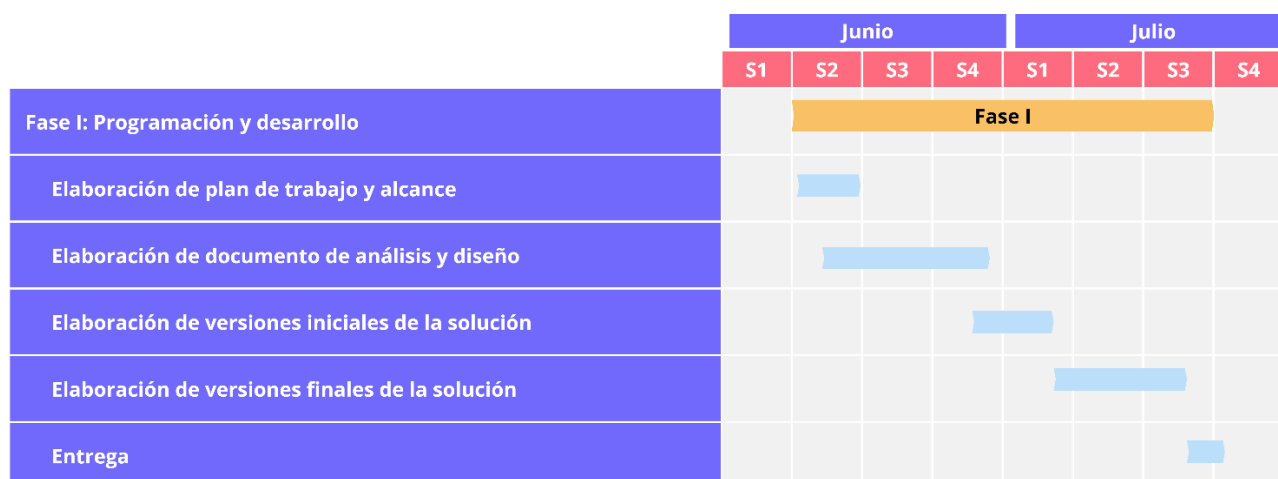 Junio Julio
S1 S2 S3 S4 S1 S2 S3 S4
Fase I: Programación y desarrollo Fase I
Elaboración de plan de trabajo y alcance
Elaboración de documento de análisis y diseño
Elaboración de versiones iniciales de la solución
Elaboración de versiones finales de la solución
Entrega